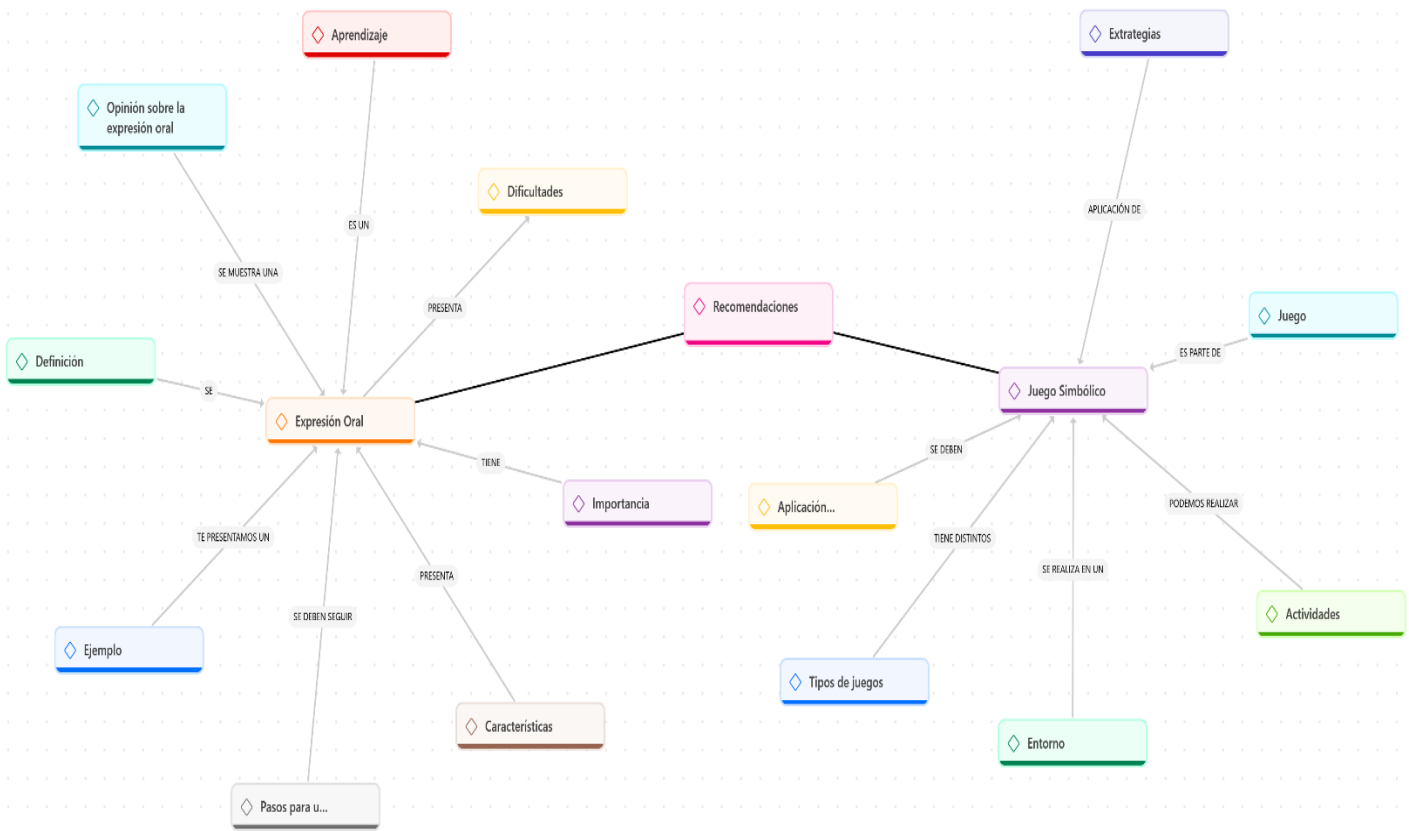 Aprendizaje
Extrategias
Opinión sobre la
expresión oral
Dificultades
APLICACIÓN DE
ES UN
SE MUESTRA UNA
PRESENTA
Recomendaciones
Juego
ES PARTE DE
Definición
SE
Juego Simbólico
Expresión Oral
SE DEBEN
TIENE
Importancia
Aplicación...
PODEMOS REALIZAR
TE PRESENTAMOS UN
TIENE DISTINTOS
SE REALIZA EN UN
PRESENTA
SE DEBEN SEGUIR
Actividades
Ejemplo
Tipos de juegos
Características
Entorno
Pasos para u...